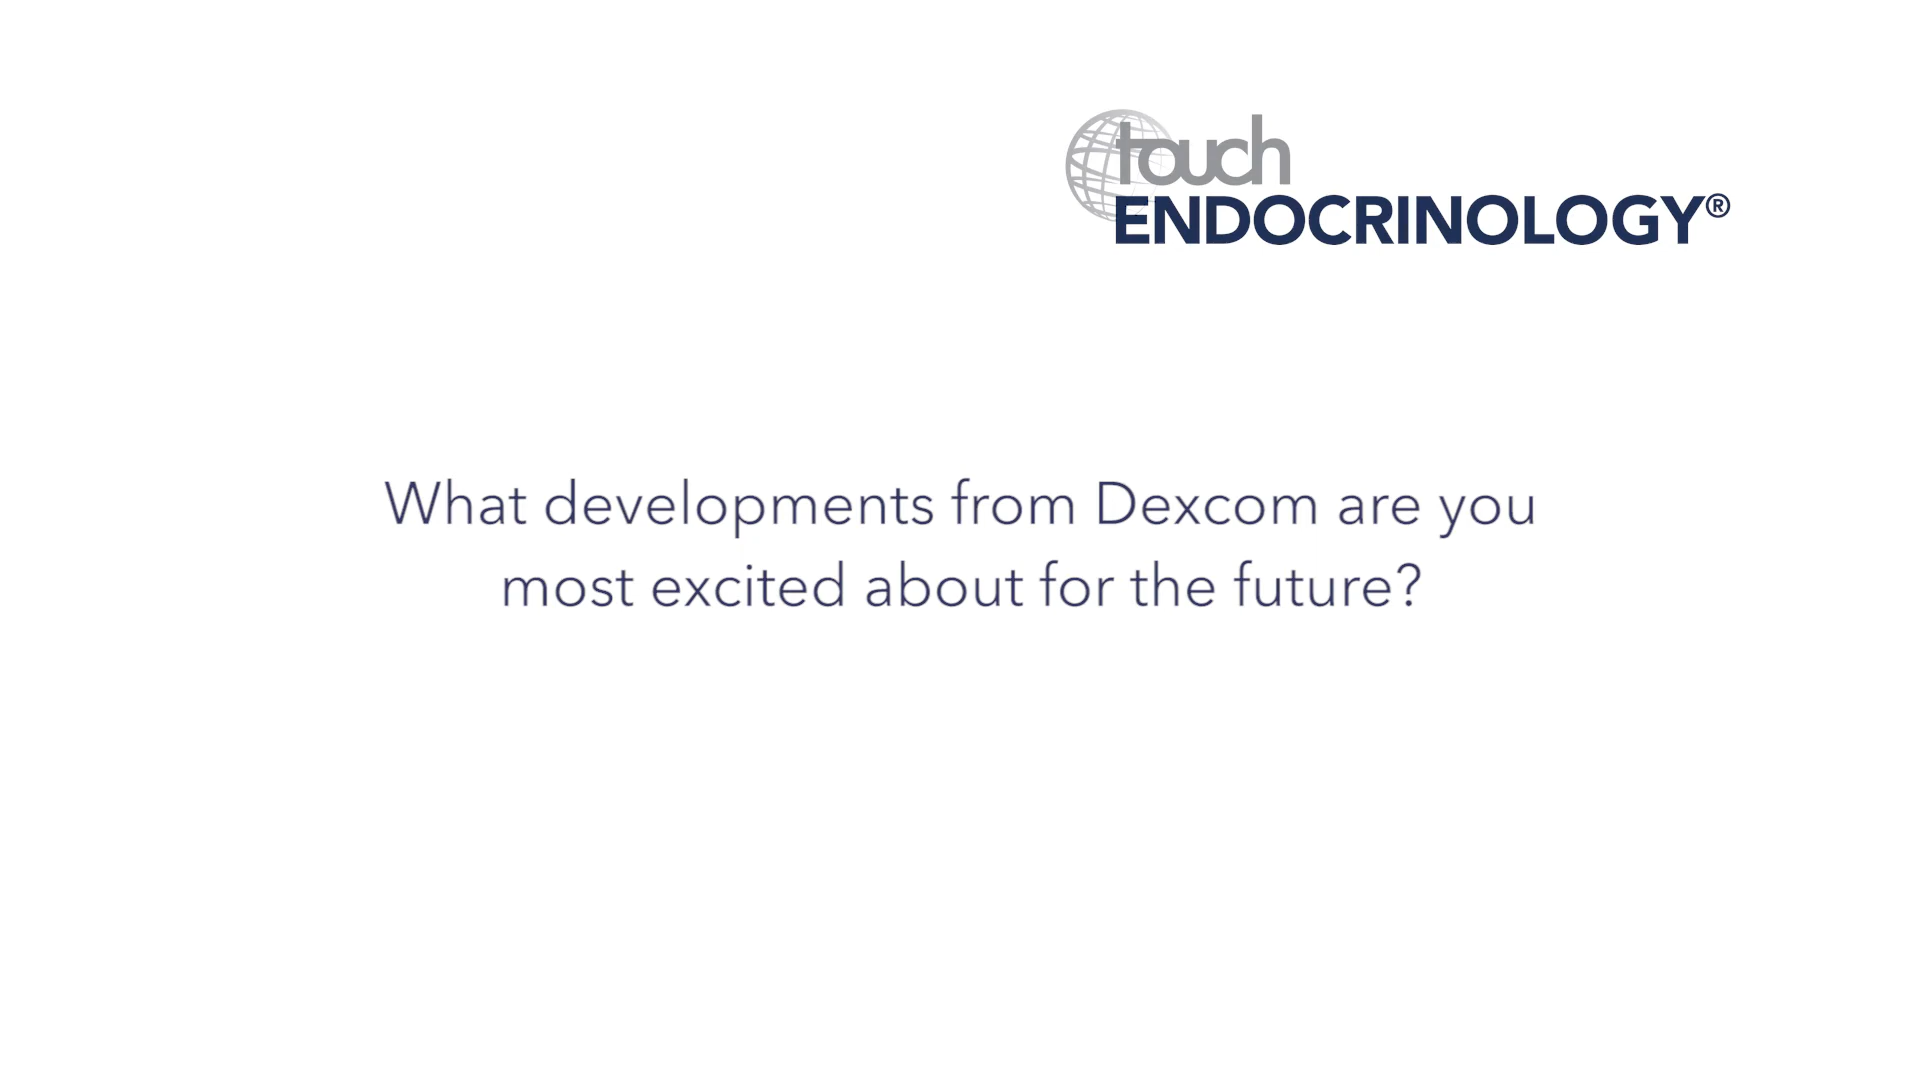 touch
ENDOCRINOLOGY®
What developments from Dexcom are you
most excited about for the future?